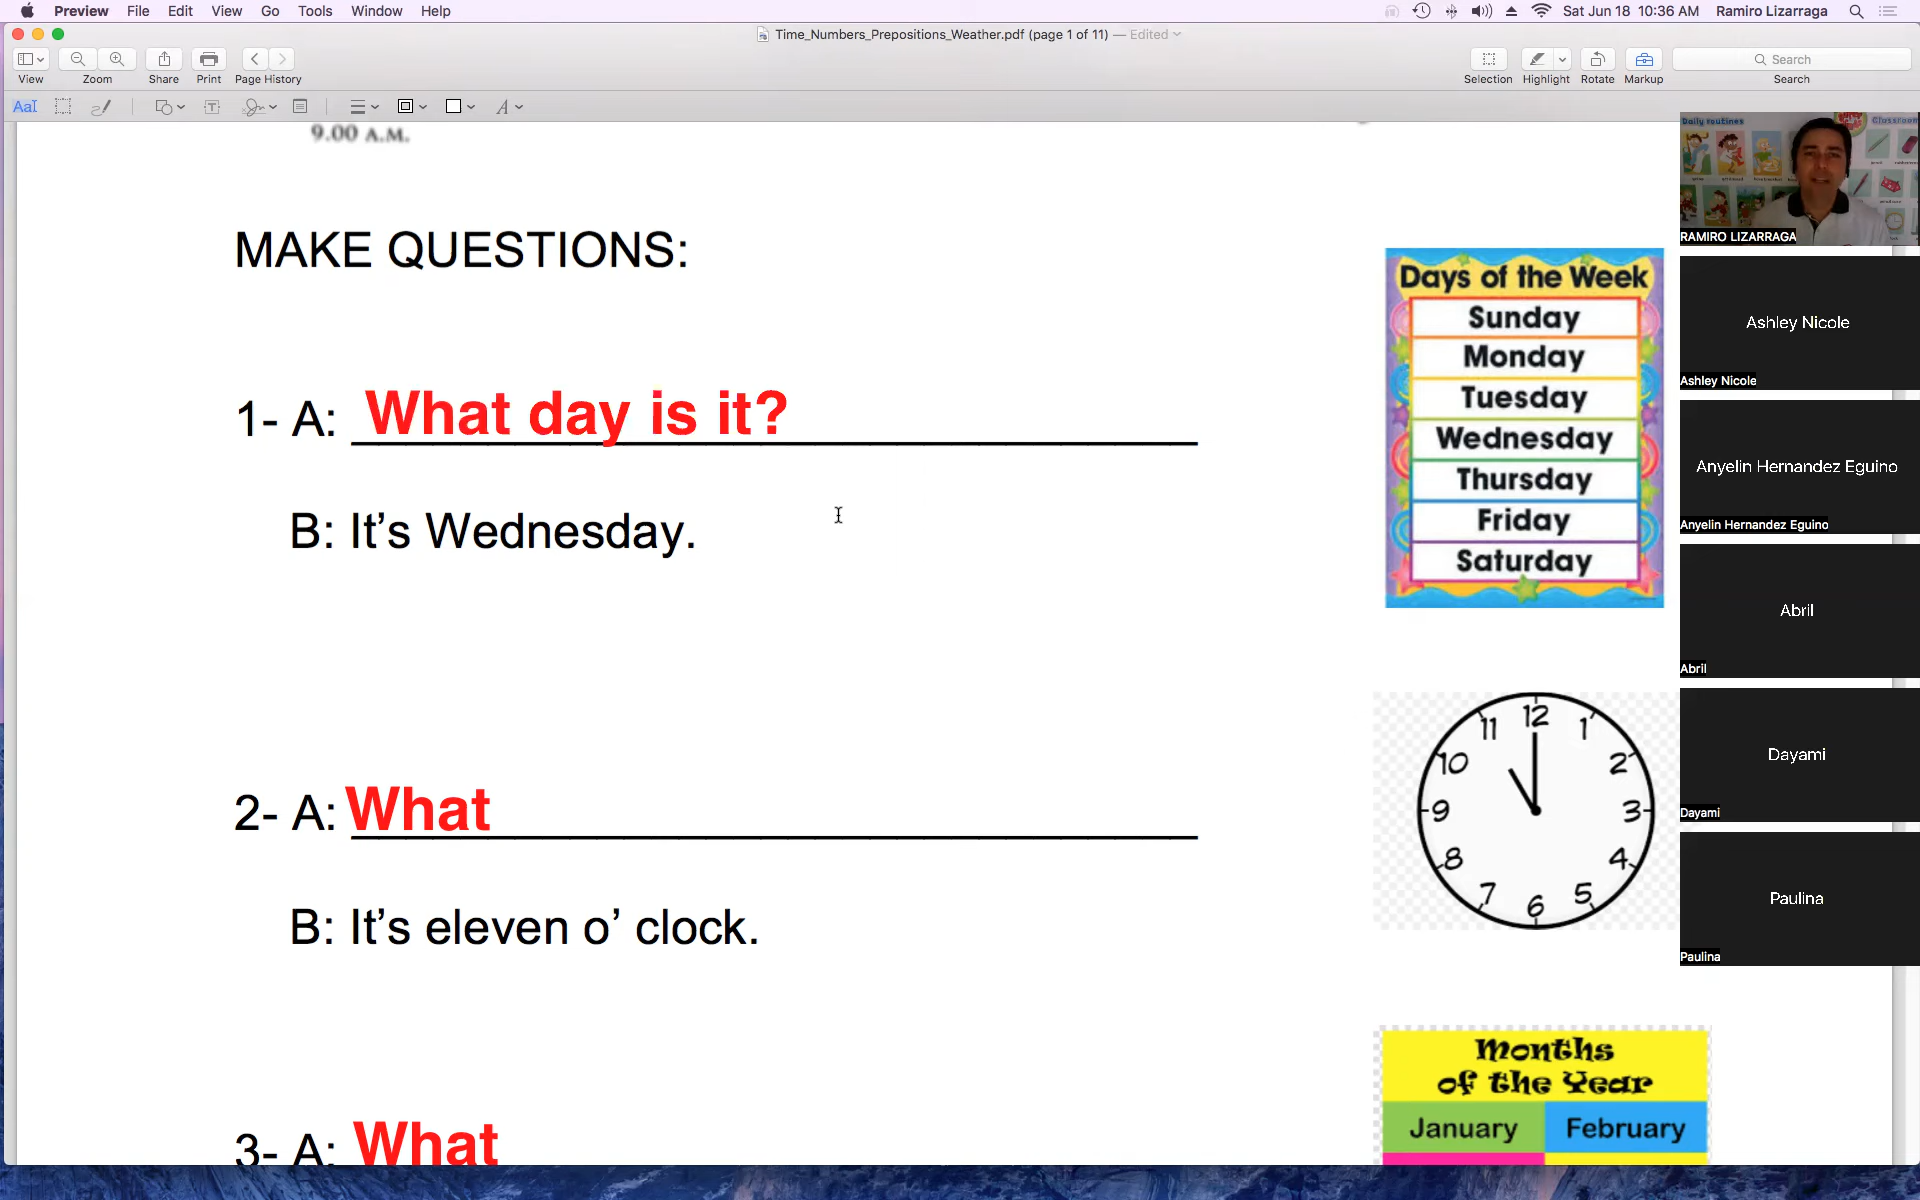 Preview File Edit View Go Tools Window Help Sat Jun 18 10:36 AM Ramiro Lizarraga
Time_Numbers_Prepositions_Weather.pdf (page 1 of 11) — Edited
View Zoom Share Print Page History Selection Highlight Rotate Markup Search
Search
9.00 A.M.
MAKE QUESTIONS:
1- A: What day is it?
B: It's Wednesday.
2- A: What
B: It's eleven o' clock.
3- A: What
Days of the Week
Sunday
Monday
Tuesday
Wednesday
Thursday
Friday
Saturday
12
11 1
10 2
9 3
8 4
7 5
6
Months
of the Year
January February
Daily routines Classroom
RAMIRO LIZARRAGA
Ashley Nicole
Ashley Nicole
Anyelin Hernandez Eguino
Anyelin Hernandez Eguino
Abril
Abril
Dayami
Dayami
Paulina
Paulina